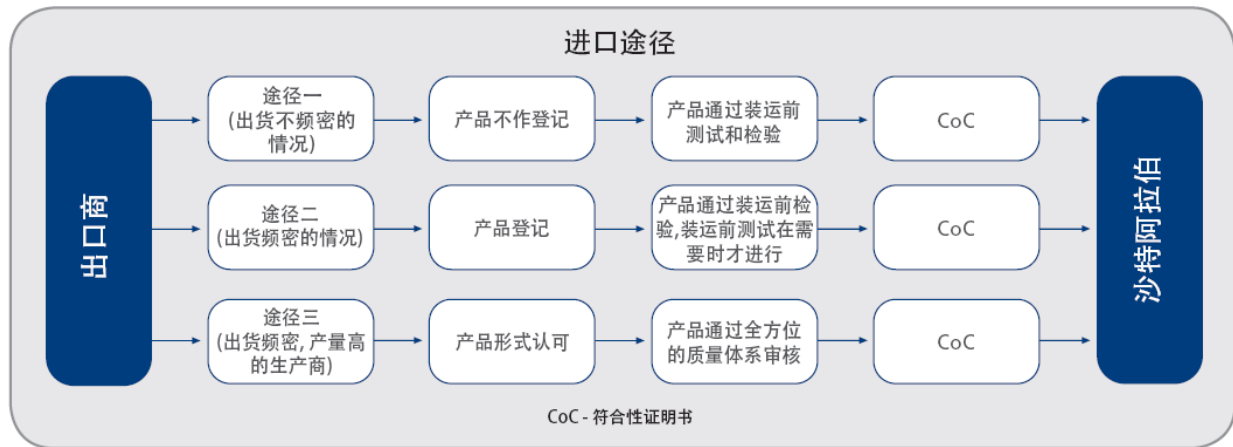 进口途径
出口商
途径一
(出货不频密的
情况)
产品不作登记
产品通过装运前
测试和检验
CoC
途径二
(出货频密的情况)
产品登记
产品通过装运前检
验,装运前测试在需
要时才进行
CoC
途径三
(出货频密, 产量高
的生产商)
产品形式认可
产品通过全方位
的质量体系审核
CoC
沙特阿拉伯
CoC - 符合性证明书